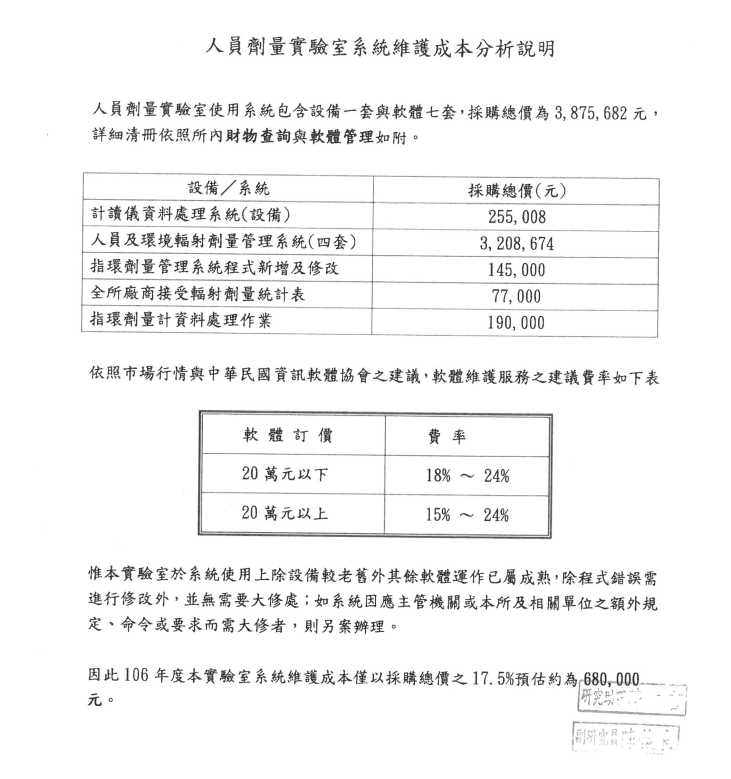 人員劑量實驗室系統維護成本分析說明
人員劑量實驗室使用系統包含設備一套與軟體七套，採購總價為 3,875,682 元，
詳細清冊依照所內財物查詢與軟體管理如附。
設備／系統 採購總價(元)
計讀儀資料處理系統(設備) 255,008
人員及環境輻射劑量管理系統(四套) 3,208,674
指環劑量管理系統程式新增及修改 145,000
全所廠商接受輻射劑量統計表 77,000
指環劑量計資料處理作業 190,000
依照市場行情與中華民國資訊軟體協會之建議，軟體維護服務之建議費率如下表
軟體訂價 費率
20 萬元以下 18% ～ 24%
20 萬元以上 15% ～ 24%
惟本實驗室於系統使用上除設備較老舊外其餘軟體運作已屬成熟，除程式錯誤需
進行修改外，並無需要大修處；如系統因應主管機關或本所及相關單位之額外規
定、命令或要求而需大修者，則另案辦理。
因此 106 年度本實驗室系統維護成本僅以採購總價之 17.5%預估約為 680,000
元。
研究助
副研究員